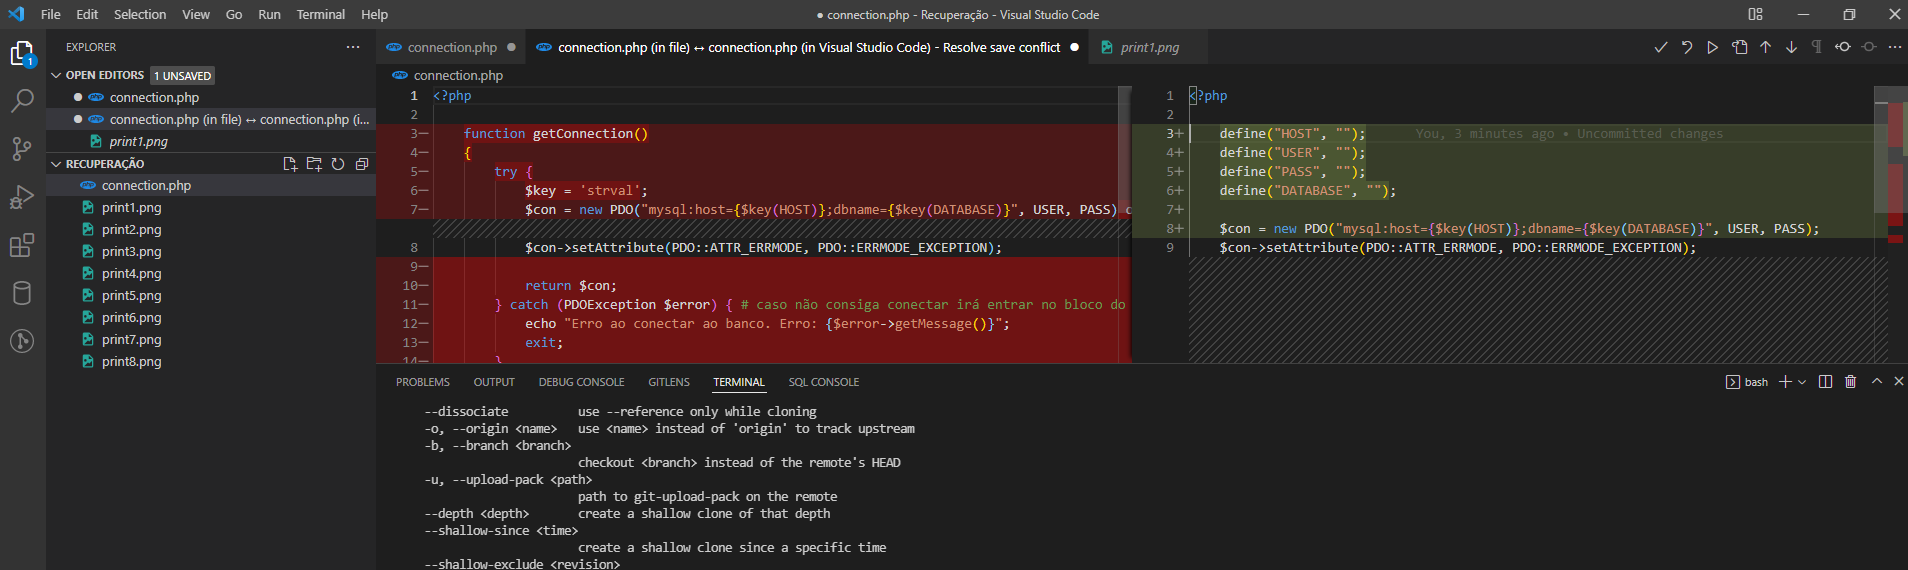 File Edit Selection View Go Run Terminal Help
● connection.php - Recuperação - Visual Studio Code
EXPLORER
OPEN EDITORS 1 UNSAVED
connection.php
connection.php (in file) ↔ connection.php (i...
print1.png
RECUPERAÇÃO
connection.php
print1.png
print2.png
print3.png
print4.png
print5.png
print6.png
print7.png
print8.png
1
php connection.php
php connection.php (in file) ↔ connection.php (in Visual Studio Code) - Resolve save conflict
print1.png
php connection.php
1 <?php
2
3− function getConnection()
4− {
5− try {
6− $key = 'strval';
7− $con = new PDO("mysql:host={$key(HOST)};dbname={$key(DATABASE)}", USER, PASS)
8 $con->setAttribute(PDO::ATTR_ERRMODE, PDO::ERRMODE_EXCEPTION);
9−
10− return $con;
11− } catch (PDOException $error) { # caso não consiga conectar irá entrar no bloco do
12− echo "Erro ao conectar ao banco. Erro: {$error->getMessage()}";
13− exit;
14− }
1 <?php
2
3+ define("HOST", ""); You, 3 minutes ago • Uncommitted changes
4+ define("USER", "");
5+ define("PASS", "");
6+ define("DATABASE", "");
7+
8+ $con = new PDO("mysql:host={$key(HOST)};dbname={$key(DATABASE)}", USER, PASS);
9 $con->setAttribute(PDO::ATTR_ERRMODE, PDO::ERRMODE_EXCEPTION);
PROBLEMS OUTPUT DEBUG CONSOLE GITLENS TERMINAL SQL CONSOLE
bash
--dissociate use --reference only while cloning
-o, --origin <name> use <name> instead of 'origin' to track upstream
-b, --branch <branch>
checkout <branch> instead of the remote's HEAD
-u, --upload-pack <path>
path to git-upload-pack on the remote
--depth <depth> create a shallow clone of that depth
--shallow-since <time>
create a shallow clone since a specific time
--shallow-exclude <revision>